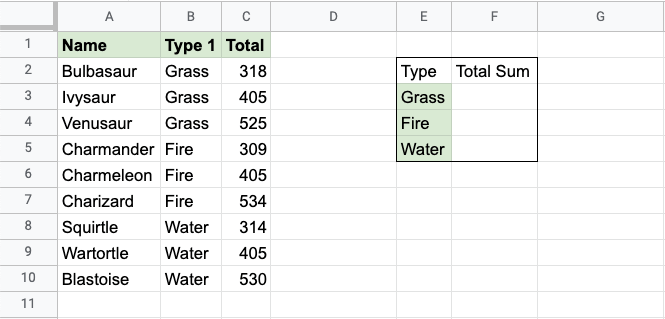 A B C D E F G
1 Name Type 1 Total
2 Bulbasaur Grass 318 Type Total Sum
3 Ivysaur Grass 405 Grass
4 Venusaur Grass 525 Fire
5 Charmander Fire 309 Water
6 Charmeleon Fire 405
7 Charizard Fire 534
8 Squirtle Water 314
9 Wartortle Water 405
10 Blastoise Water 530
11